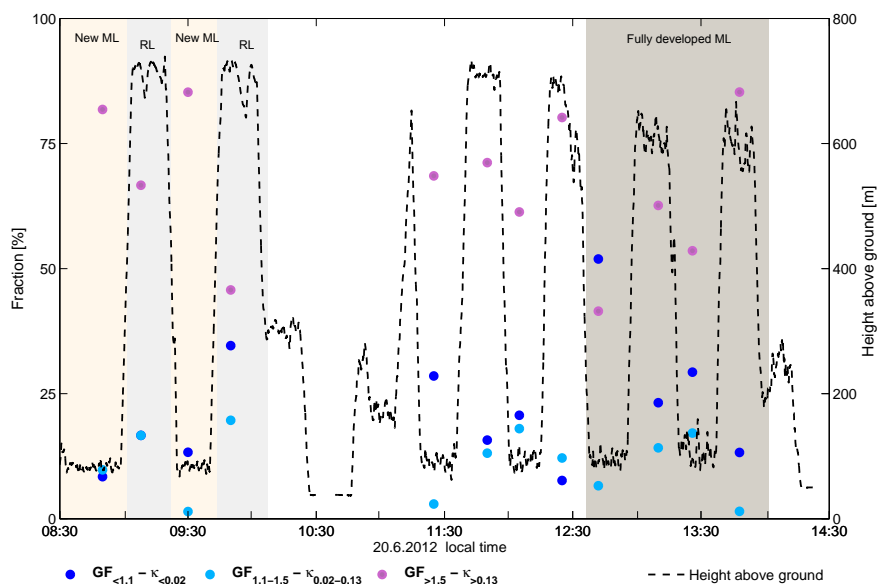 100%
75
50
25
0
Fraction [%]
New ML
RL
New ML
RL
Fully developed ML
800
600
400
200
0
Height above ground [m]
08:30
09:30
10:30
11:30
12:30
13:30
14:30
20.6.2012 local time
GF<1.1 – κ<0.02
GF1.1–1.5 – κ0.02–0.13
GF>1.5 – κ>0.13
Height above ground